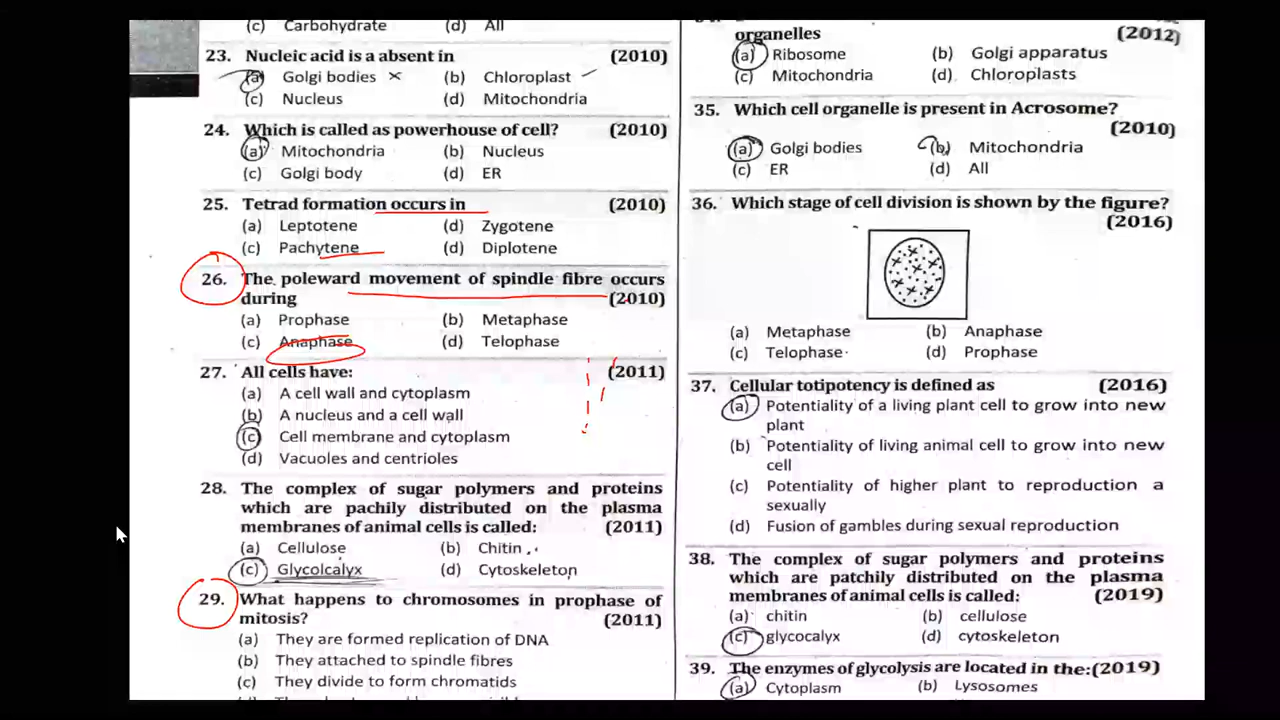 (c) Carbohydrate (d) All
23. Nucleic acid is a absent in (2010)
(a) Golgi bodies × (b) Chloroplast
(c) Nucleus (d) Mitochondria
24. Which is called as powerhouse of cell? (2010)
(a) Mitochondria (b) Nucleus
(c) Golgi body (d) ER
25. Tetrad formation occurs in (2010)
(a) Leptotene (d) Zygotene
(c) Pachytene (d) Diplotene
26. The poleward movement of spindle fibre occurs
during (2010)
(a) Prophase (b) Metaphase
(c) Anaphase (d) Telophase
27. All cells have: (2011)
(a) A cell wall and cytoplasm
(b) A nucleus and a cell wall
(c) Cell membrane and cytoplasm
(d) Vacuoles and centrioles
28. The complex of sugar polymers and proteins
which are pachily distributed on the plasma
membranes of animal cells is called: (2011)
(a) Cellulose (b) Chitin
(c) Glycolcalyx (d) Cytoskeleton
29. What happens to chromosomes in prophase of
mitosis? (2011)
(a) They are formed replication of DNA
(b) They attached to spindle fibres
(c) They divide to form chromatids
organelles (2012)
(a) Ribosome (b) Golgi apparatus
(c) Mitochondria (d) Chloroplasts
35. Which cell organelle is present in Acrosome?
(2010)
(a) Golgi bodies (b) Mitochondria
(c) ER (d) All
36. Which stage of cell division is shown by the figure?
(2016)
(a) Metaphase (b) Anaphase
(c) Telophase (d) Prophase
37. Cellular totipotency is defined as (2016)
(a) Potentiality of a living plant cell to grow into new
plant
(b) Potentiality of living animal cell to grow into new
cell
(c) Potentiality of higher plant to reproduction a
sexually
(d) Fusion of gambles during sexual reproduction
38. The complex of sugar polymers and proteins
which are patchily distributed on the plasma
membranes of animal cells is called: (2019)
(a) chitin (b) cellulose
(c) glycocalyx (d) cytoskeleton
39. The enzymes of glycolysis are located in the:(2019)
(a) Cytoplasm (b) Lysosomes